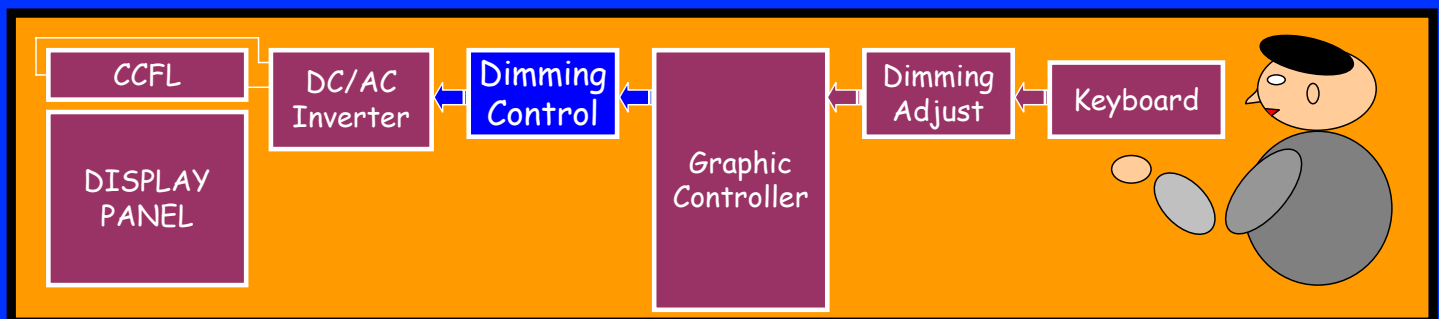 CCFL
DISPLAY
PANEL
DC/AC
Inverter
Dimming
Control
Graphic
Controller
Dimming
Adjust
Keyboard